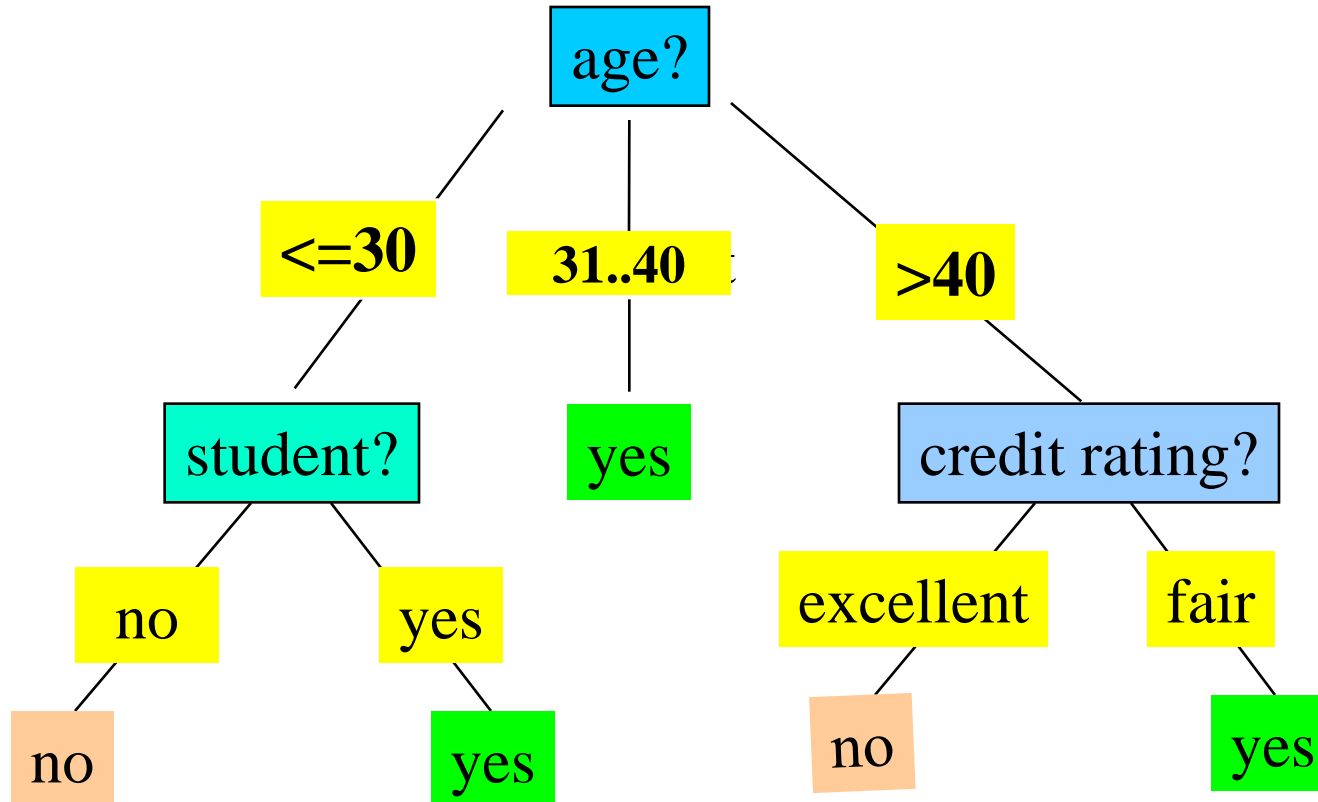 age?
<=30
31..40
>40
student?
yes
credit rating?
no
yes
excellent
fair
no
yes
no
yes